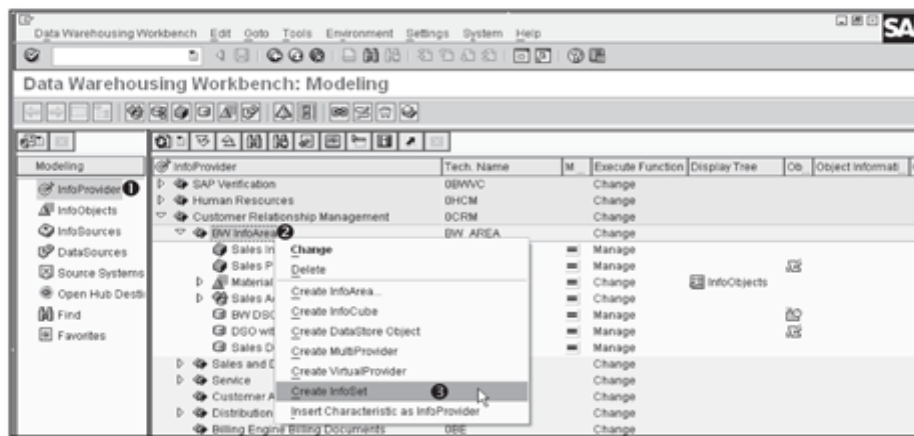 SAP
Data Warehousing Workbench Edit Goto Tools Environment Settings System Help
Data Warehousing Workbench: Modeling
Modeling
InfoProvider 1
InfoObjects
InfoSources
DataSources
Source Systems
Open Hub Desti
Find
Favorites
InfoProvider Tech. Name M... Execute Function Display Tree Ob... Object Informati...
SAP Verification 0BWVC Change
Human Resources 0HCM Change
Customer Relationship Management 0CRM Change
BW InfoArea 2 BW_AREA Change
Sales In Manage
Sales P Manage
Material Change InfoObjects
Sales A Change
BW DSO Manage
DSO wit Manage
Sales D Manage
Sales and D Change
Service Change
Customer A Change
Distribution Change
Billing Engine Billing Documents 0BE Change
Change
Delete
Create InfoArea...
Create InfoCube
Create DataStore Object
Create MultiProvider
Create VirtualProvider
Create InfoSet 3
Insert Characteristic as InfoProvider